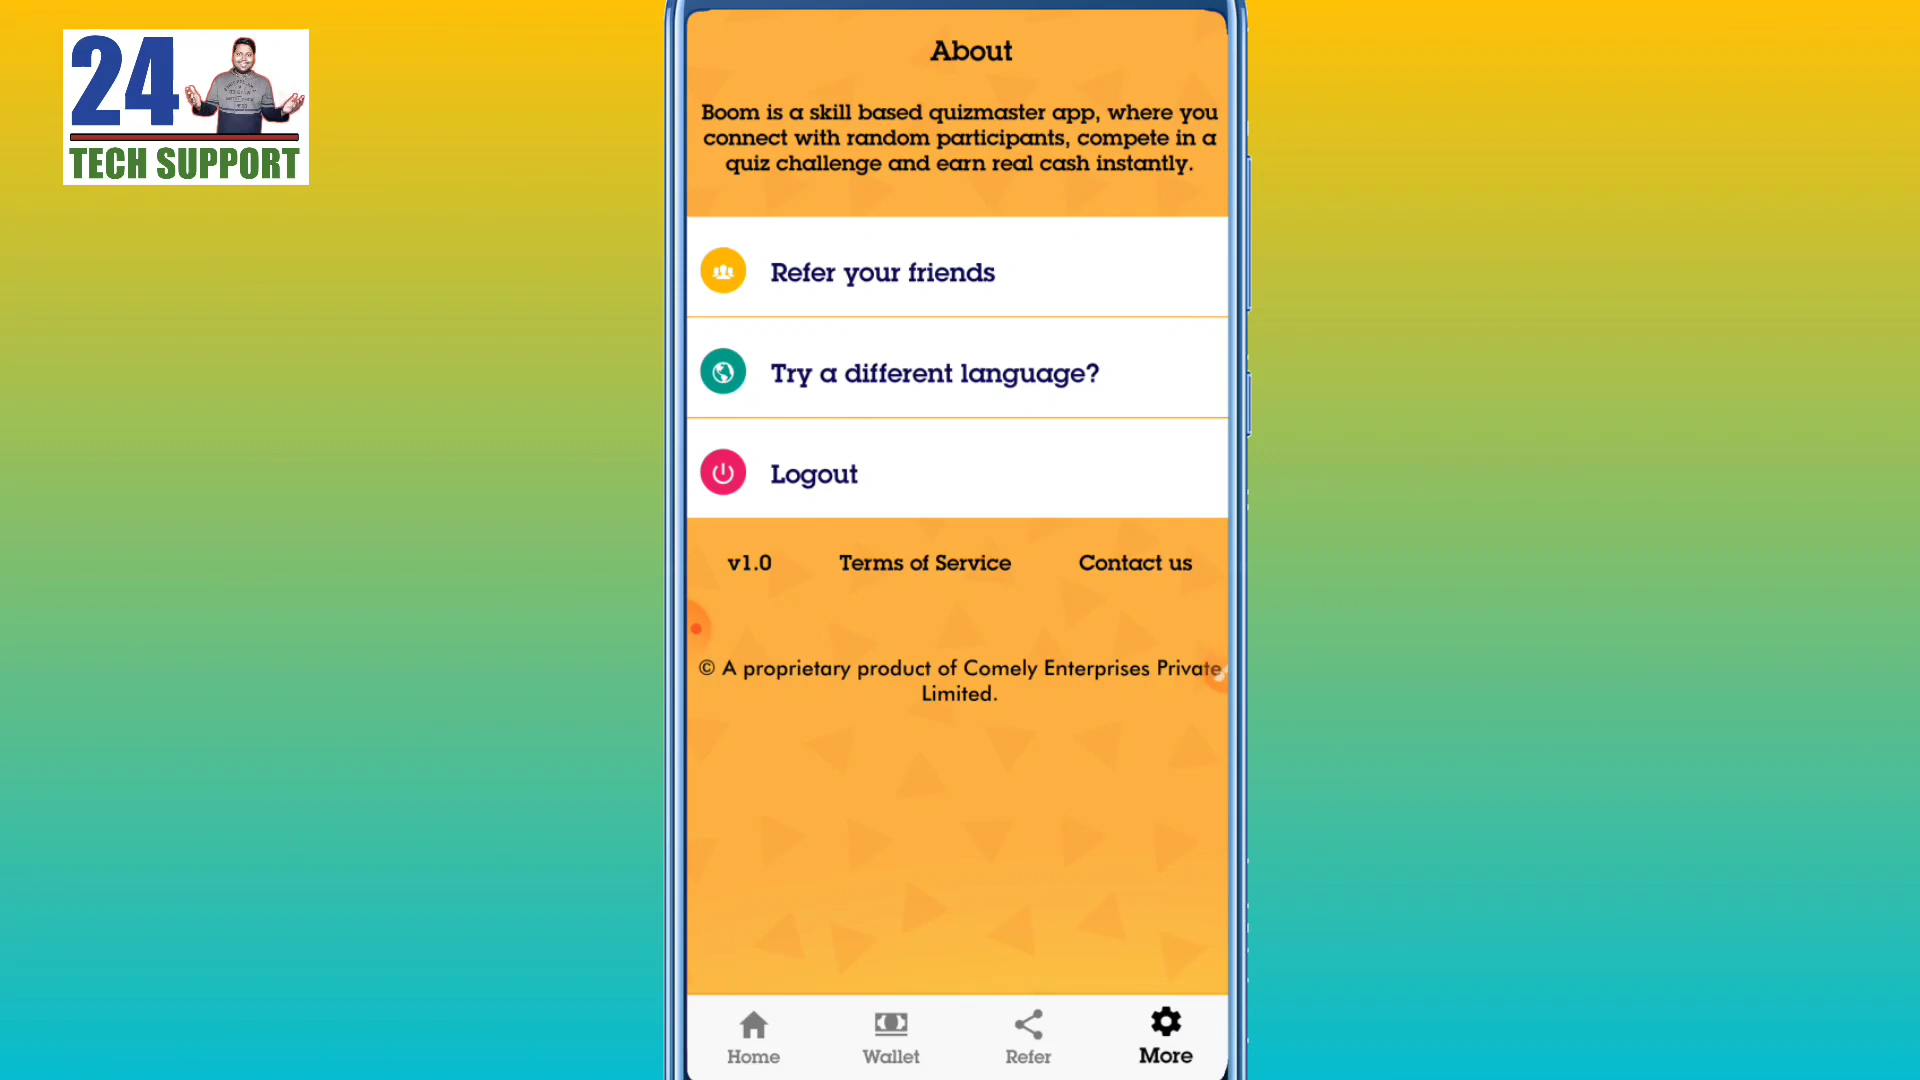 24
TECH SUPPORT
About
Boom is a skill based quizmaster app, where you
connect with random participants, compete in a
quiz challenge and earn real cash instantly.
Refer your friends
Try a different language?
Logout
v1.0 Terms of Service Contact us
© A proprietary product of Comely Enterprises Private
Limited.
Home Wallet Refer More